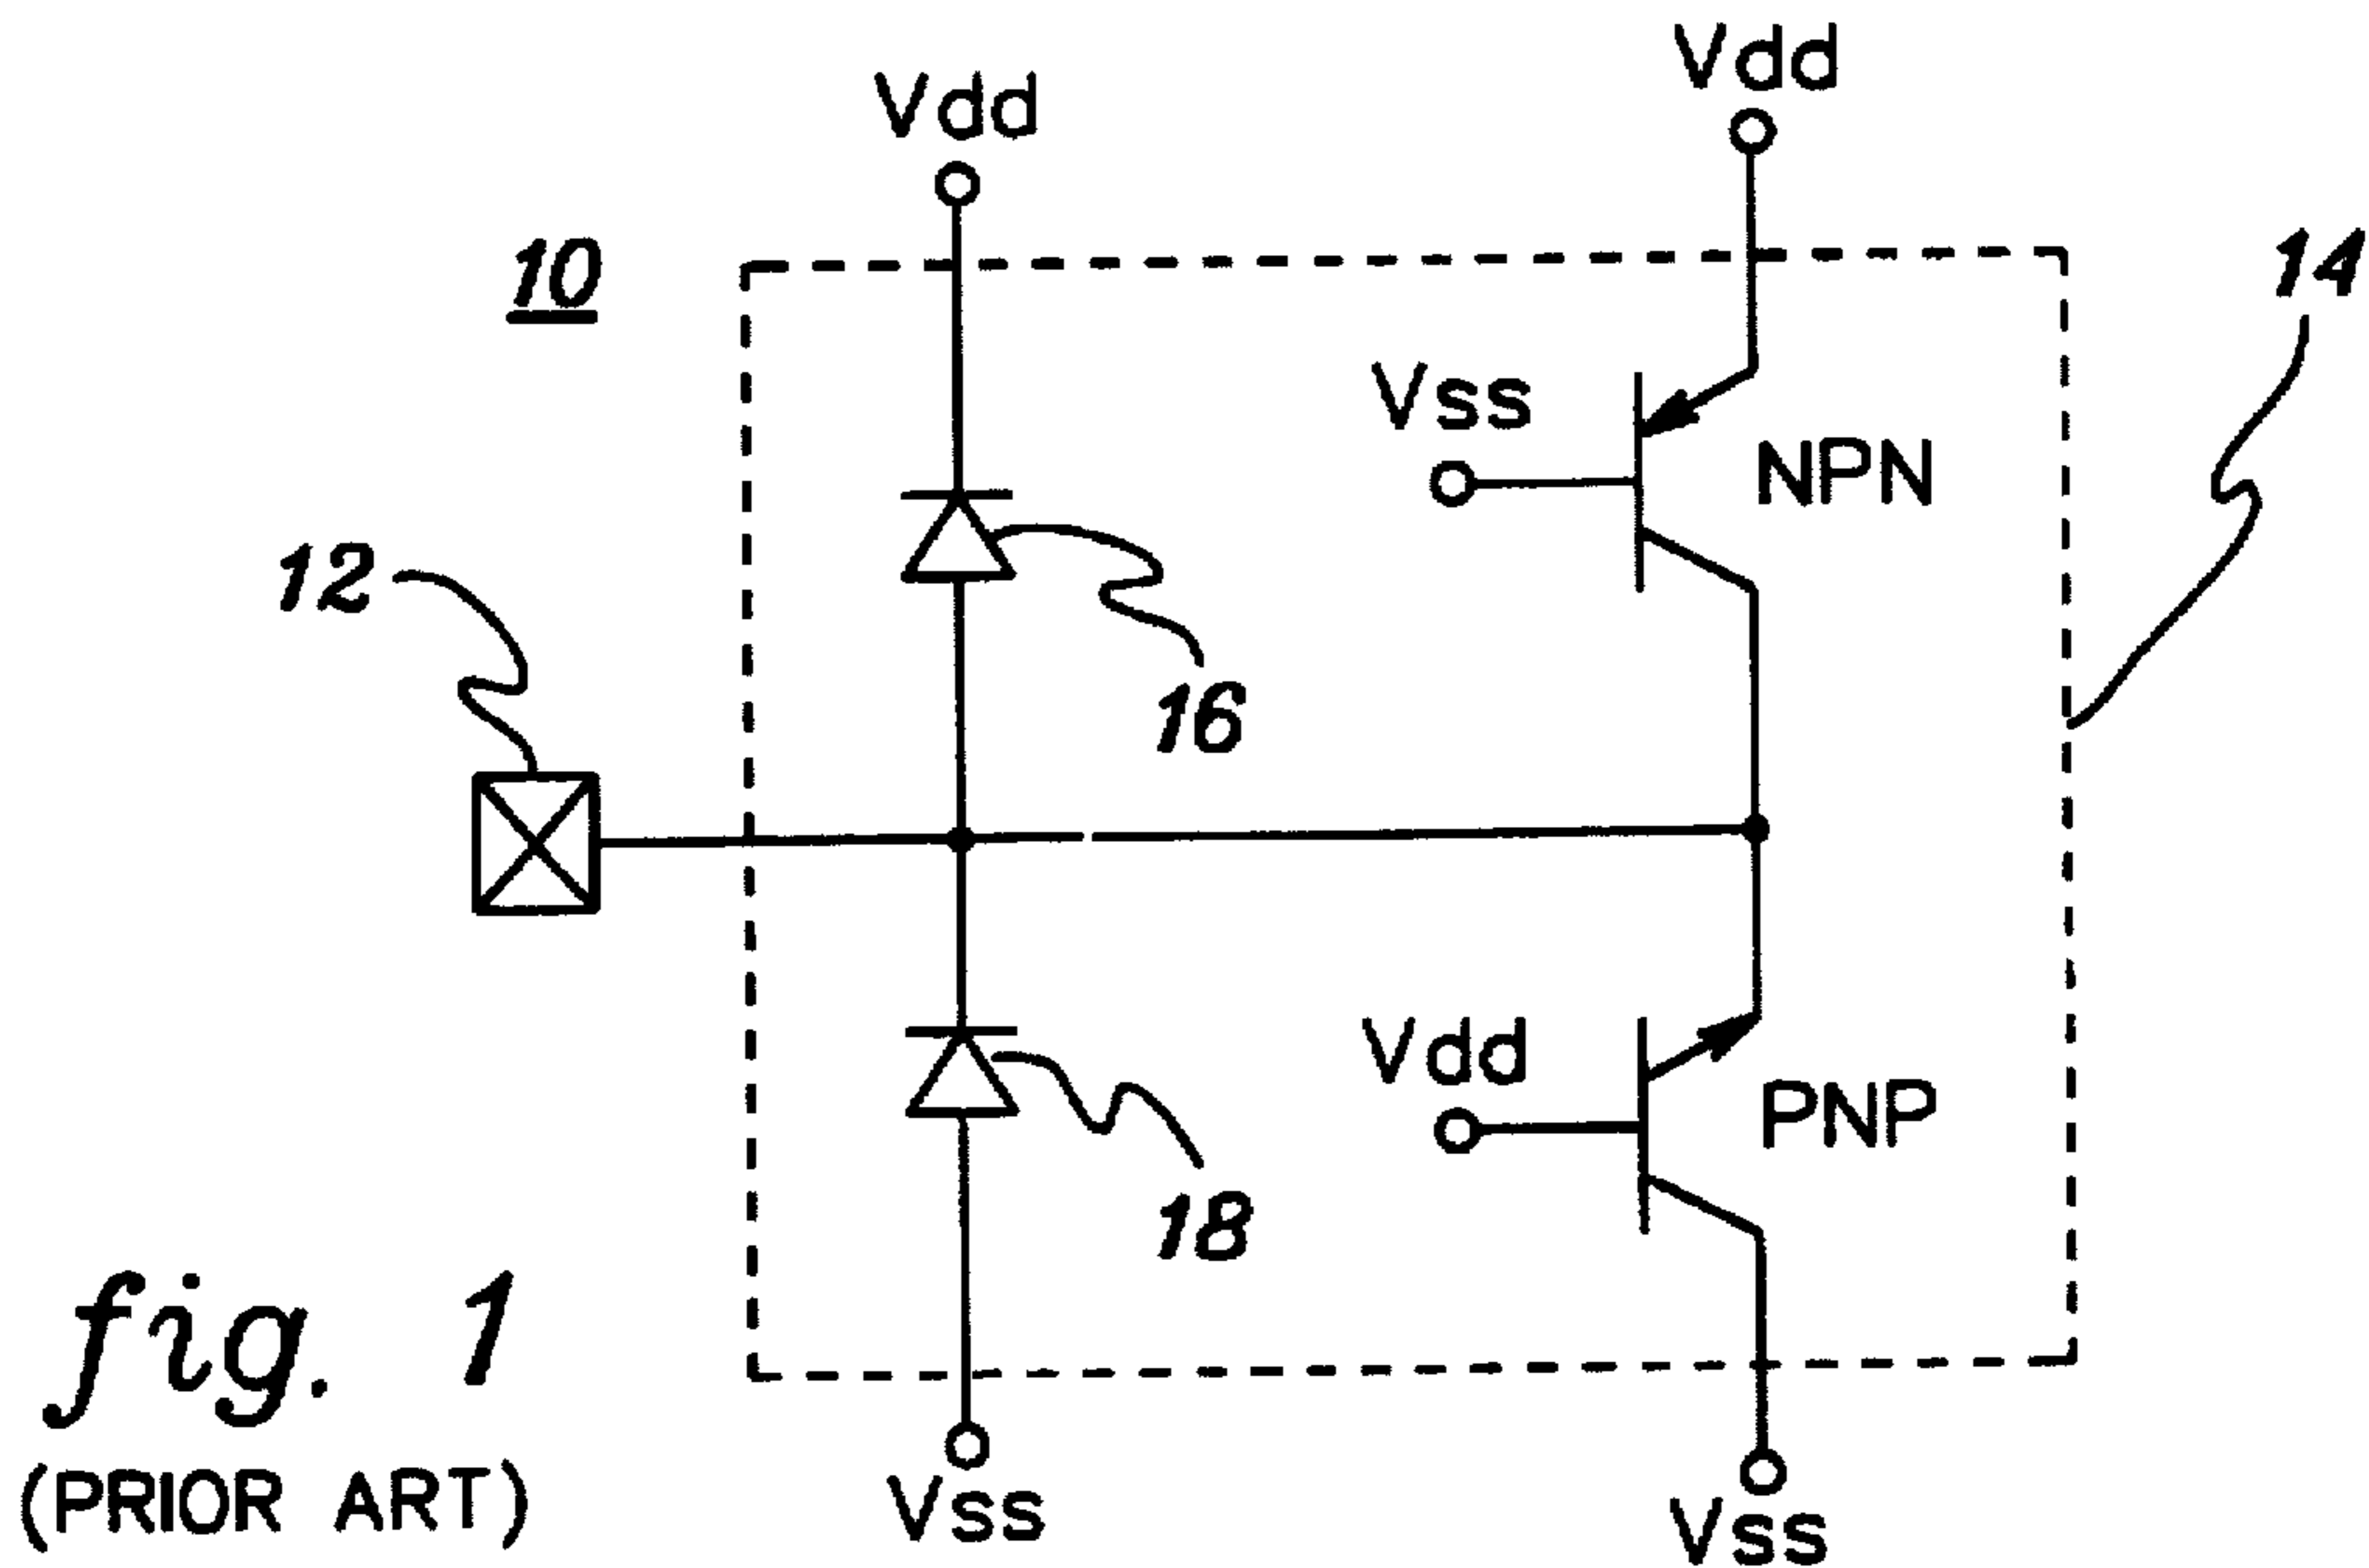 Vdd
Vdd
10
14
Vss
NPN
12
16
Vdd
PNP
18
fig. 1
(PRIOR ART)
Vss
Vss